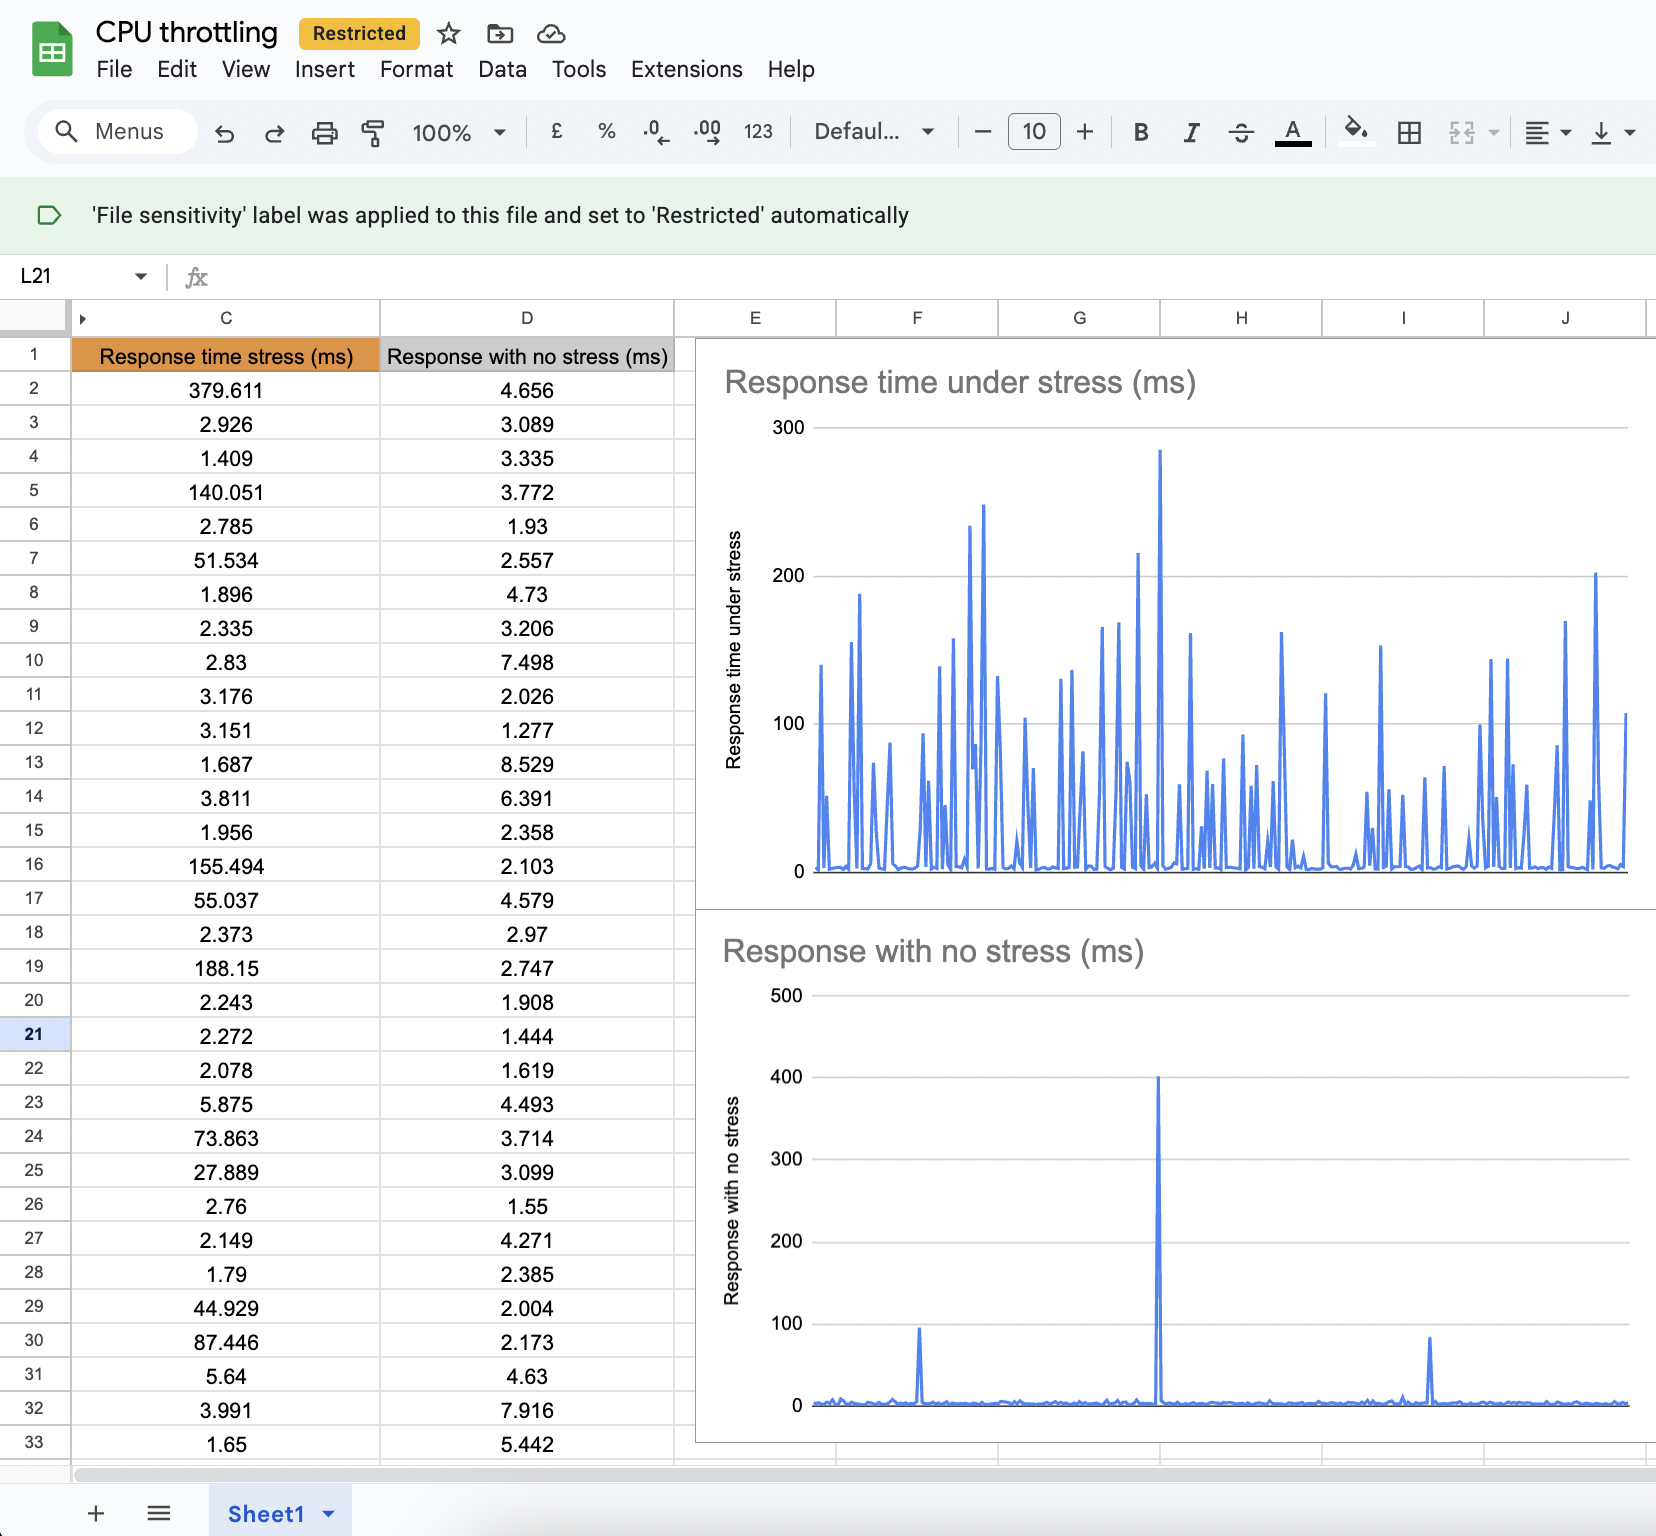 CPU throttling Restricted
File Edit View Insert Format Data Tools Extensions Help
Menus 100% £ % .0 .00 123 Defaul... 10 B I S A
'File sensitivity' label was applied to this file and set to 'Restricted' automatically
L21 fx
C D E F G H I J
1 Response time stress (ms) Response with no stress (ms)
2 379.611 4.656
3 2.926 3.089
4 1.409 3.335
5 140.051 3.772
6 2.785 1.93
7 51.534 2.557
8 1.896 4.73
9 2.335 3.206
10 2.83 7.498
11 3.176 2.026
12 3.151 1.277
13 1.687 8.529
14 3.811 6.391
15 1.956 2.358
16 155.494 2.103
17 55.037 4.579
18 2.373 2.97
19 188.15 2.747
20 2.243 1.908
21 2.272 1.444
22 2.078 1.619
23 5.875 4.493
24 73.863 3.714
25 27.889 3.099
26 2.76 1.55
27 2.149 4.271
28 1.79 2.385
29 44.929 2.004
30 87.446 2.173
31 5.64 4.63
32 3.991 7.916
33 1.65 5.442
Response time under stress (ms)
Response time under stress
300
200
100
0
Response with no stress (ms)
Response with no stress
500
400
300
200
100
0
Sheet1